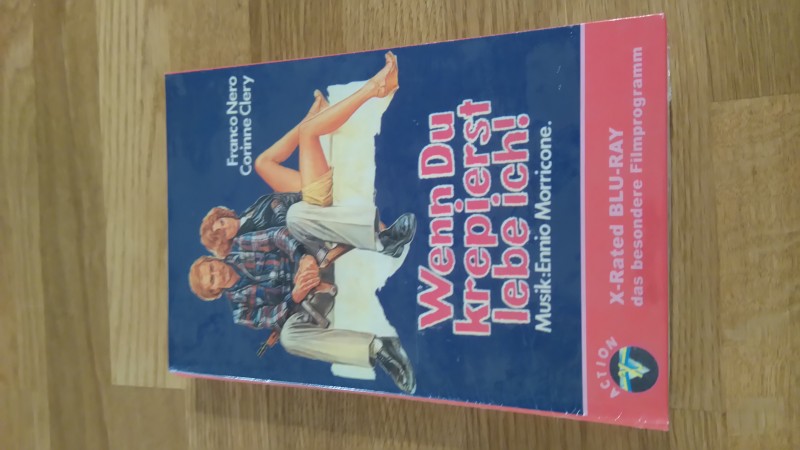 Franco Nero
Corinne Clery
Wenn Du
krepierst
lebe ich!
Musik:Ennio Morricone.
ACTION
X-Rated BLU-RAY
das besondere Filmprogramm